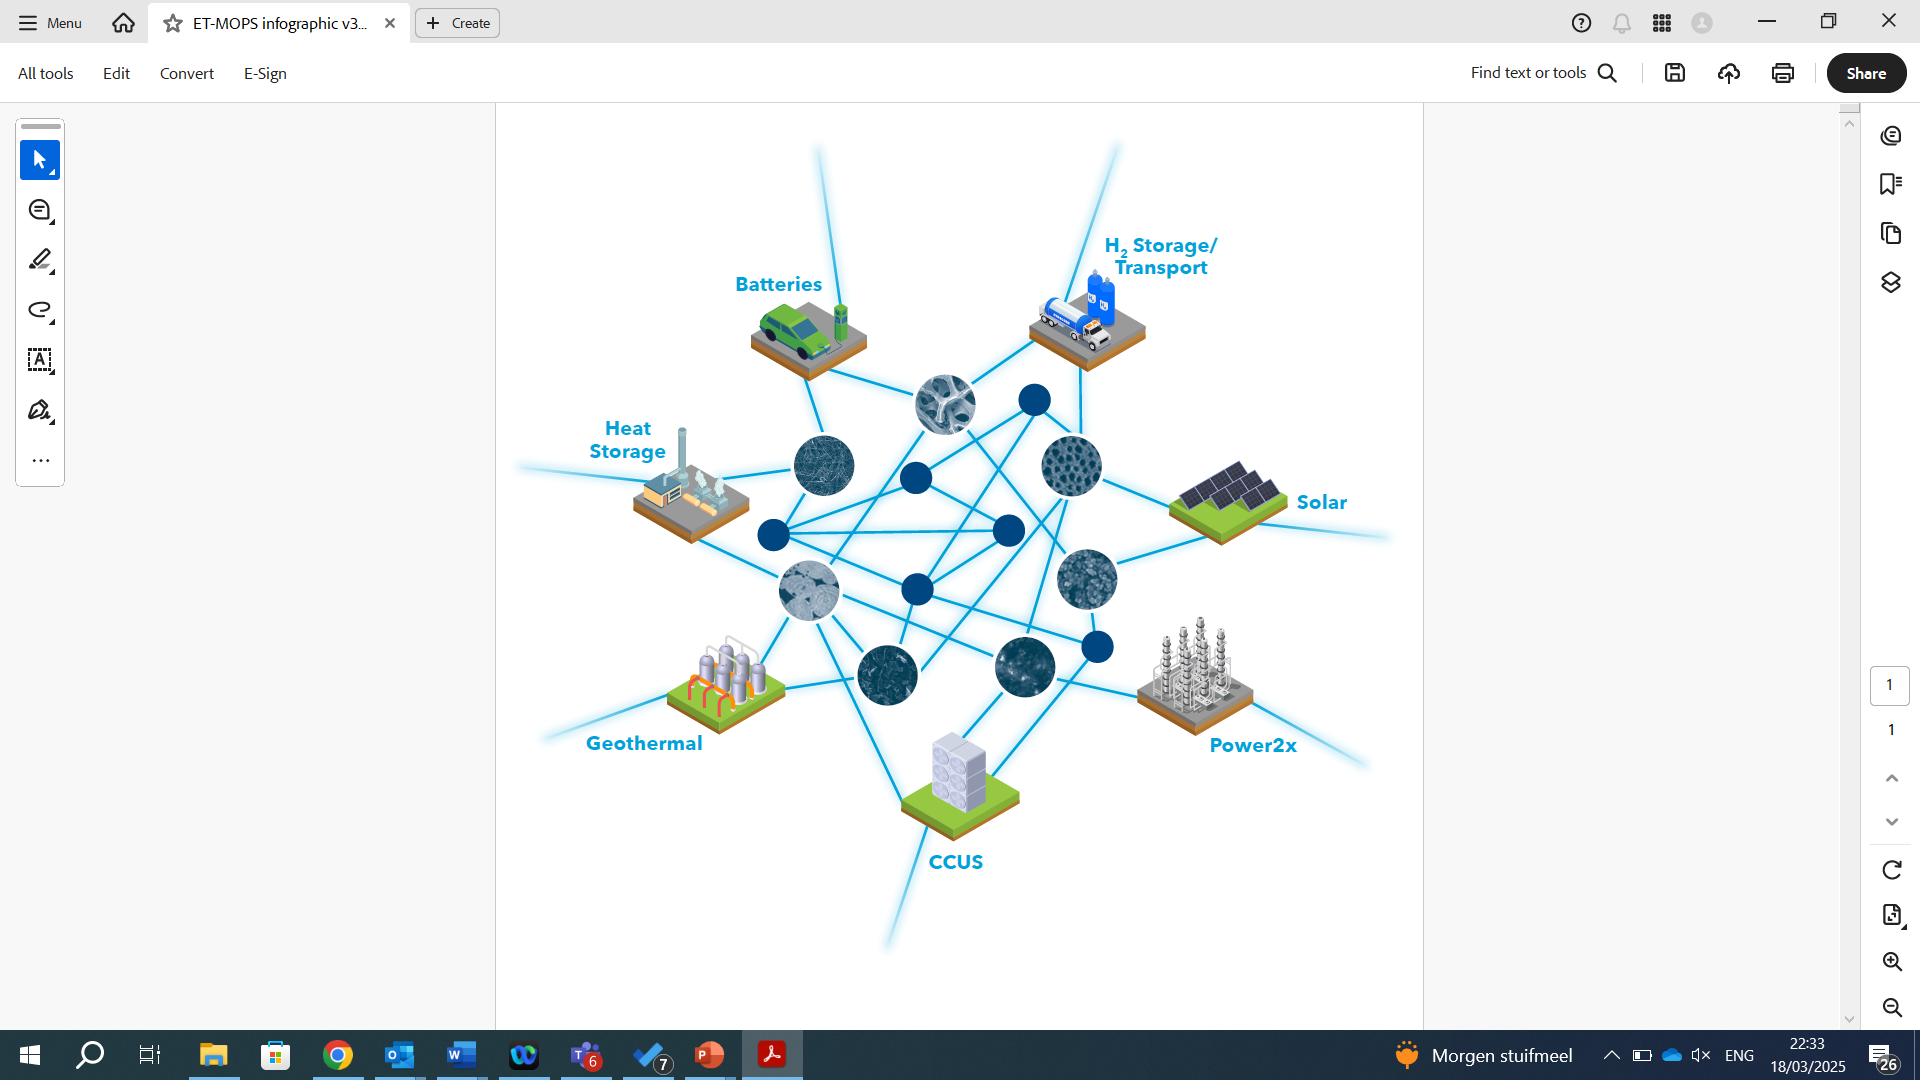 Menu
ET-MOPS infographic v3...
Create
All tools
Edit
Convert
E-Sign
Find text or tools
Share
H2 Storage/
Transport
Batteries
Heat
Storage
Solar
Geothermal
Power2x
CCUS
1
1
6
7
Morgen stuifmeel
ENG
22:33
18/03/2025
26